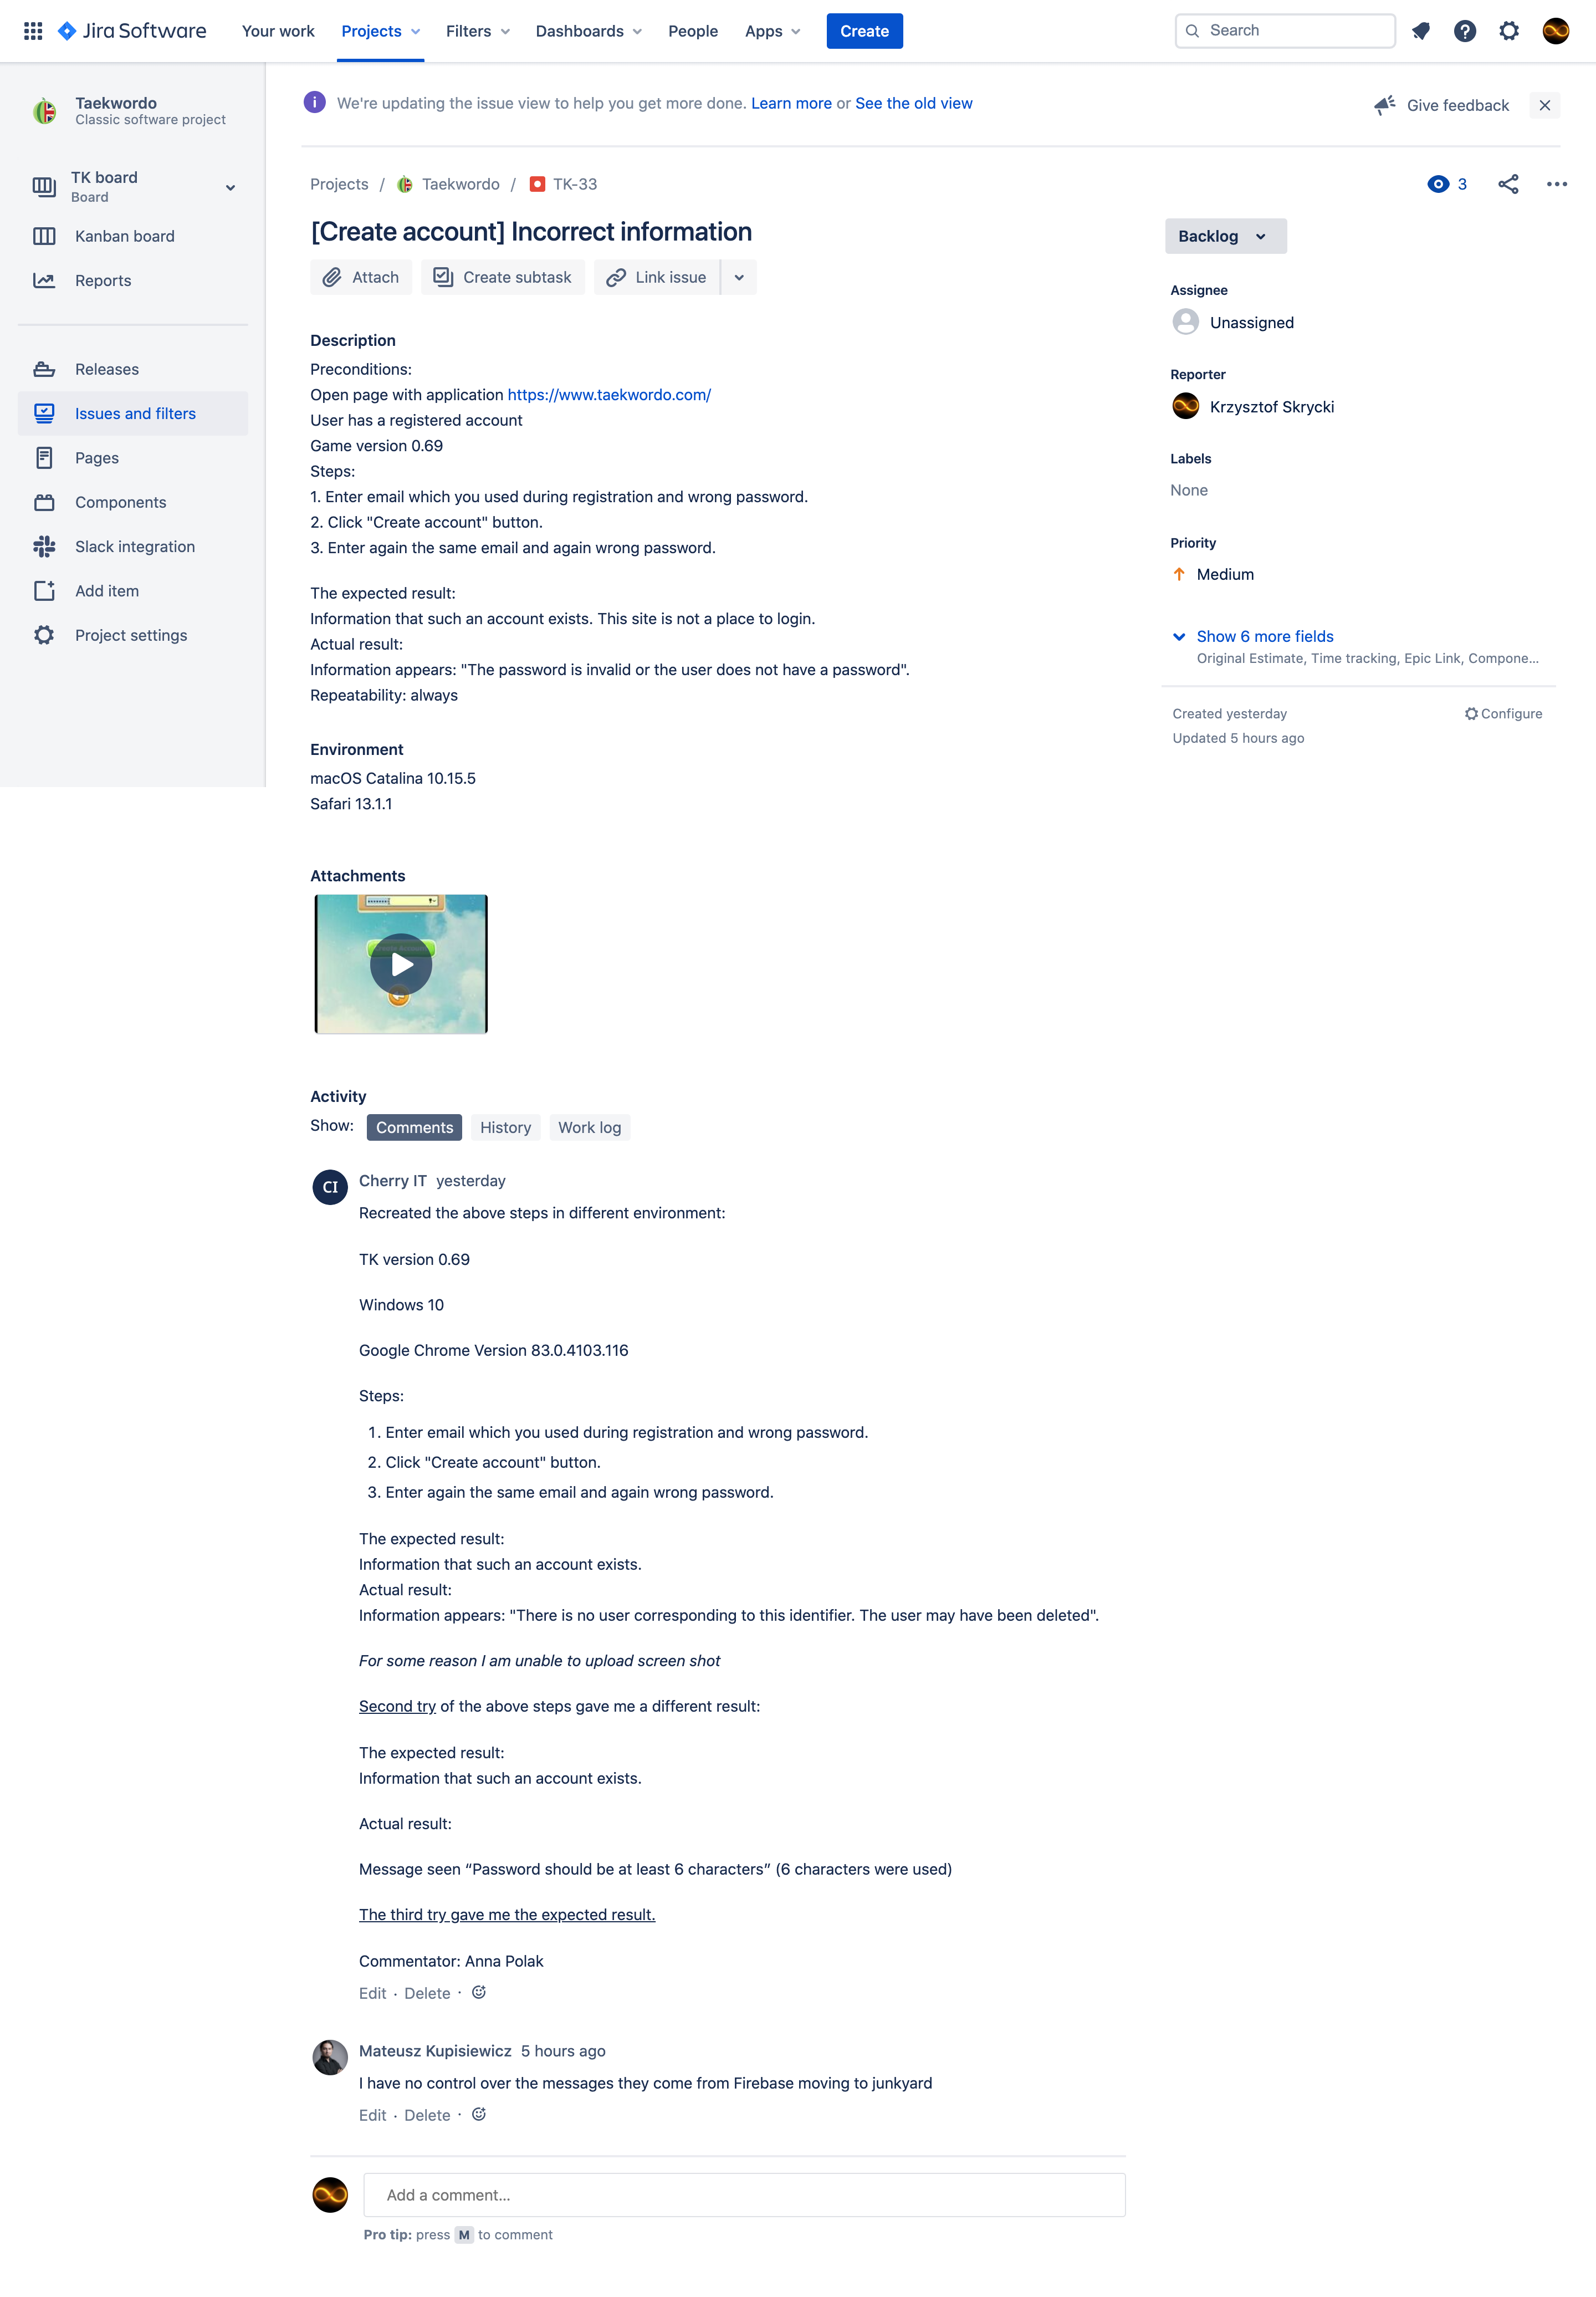 Jira Software
Your work
Projects
Filters
Dashboards
People
Apps
Create
Search
Taekwordo
Classic software project
TK board
Board
Kanban board
Reports
Releases
Issues and filters
Pages
Components
Slack integration
Add item
Project settings
We're updating the issue view to help you get more done. Learn more or See the old view
Give feedback
Projects / Taekwordo / TK-33
3
[Create account] Incorrect information
Attach
Create subtask
Link issue
Description
Preconditions:
Open page with application https://www.taekwordo.com/
User has a registered account
Game version 0.69
Steps:
1. Enter email which you used during registration and wrong password.
2. Click "Create account" button.
3. Enter again the same email and again wrong password.
The expected result:
Information that such an account exists. This site is not a place to login.
Actual result:
Information appears: "The password is invalid or the user does not have a password".
Repeatability: always
Environment
macOS Catalina 10.15.5
Safari 13.1.1
Attachments
Activity
Show:
Comments
History
Work log
CI
Cherry IT yesterday
Recreated the above steps in different environment:
TK version 0.69
Windows 10
Google Chrome Version 83.0.4103.116
Steps:
1. Enter email which you used during registration and wrong password.
2. Click "Create account" button.
3. Enter again the same email and again wrong password.
The expected result:
Information that such an account exists.
Actual result:
Information appears: "There is no user corresponding to this identifier. The user may have been deleted".
For some reason I am unable to upload screen shot
Second try of the above steps gave me a different result:
The expected result:
Information that such an account exists.
Actual result:
Message seen “Password should be at least 6 characters” (6 characters were used)
The third try gave me the expected result.
Commentator: Anna Polak
Edit · Delete ·
Mateusz Kupisiewicz 5 hours ago
I have no control over the messages they come from Firebase moving to junkyard
Edit · Delete ·
Add a comment...
Pro tip: press M to comment
Backlog
Assignee
Unassigned
Reporter
Krzysztof Skrycki
Labels
None
Priority
Medium
Show 6 more fields
Original Estimate, Time tracking, Epic Link, Compone...
Created yesterday
Configure
Updated 5 hours ago